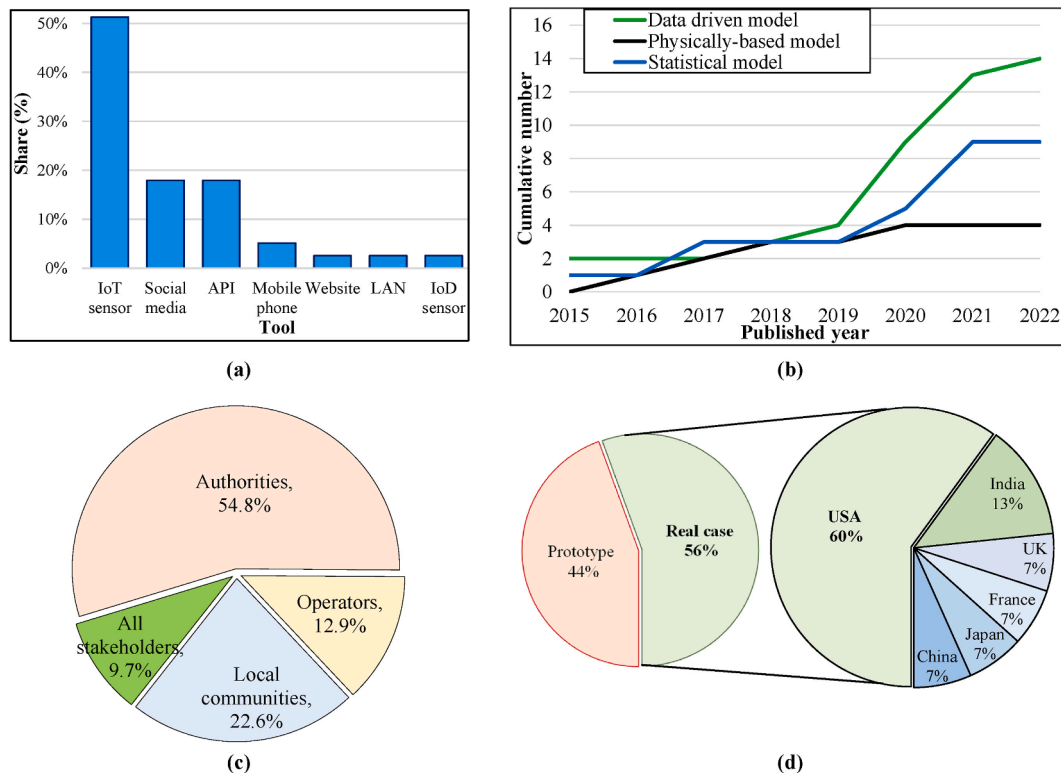 50%
40%
30%
20%
10%
0%
Share (%)
IoT sensor
Social media
API
Mobile phone
Website
LAN
IoD sensor
Tool
(a)
16
14
12
10
8
6
4
2
0
Cumulative number
Data driven model
Physically-based model
Statistical model
2015 2016 2017 2018 2019 2020 2021 2022
Published year
(b)
Authorities,
54.8%
Operators,
12.9%
All
stakeholders,
9.7%
Local
communities,
22.6%
(c)
Prototype
44%
Real case
56%
USA
60%
India
13%
UK
7%
France
7%
Japan
7%
China
7%
(d)